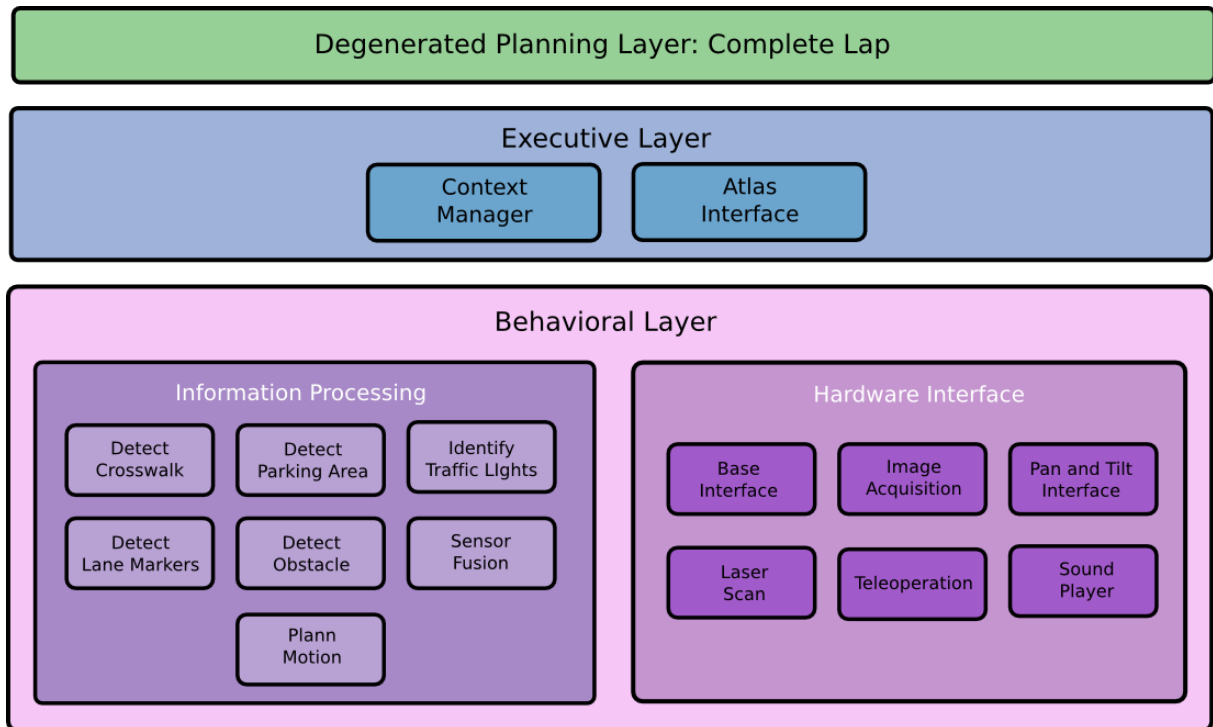 Degenerated Planning Layer: Complete Lap
Executive Layer
Context
Manager
Atlas
Interface
Behavioral Layer
Information Processing
Detect
Crosswalk
Detect
Parking Area
Identify
Traffic LIghts
Detect
Lane Markers
Detect
Obstacle
Sensor
Fusion
Plann
Motion
Hardware Interface
Base
Interface
Image
Acquisition
Pan and Tilt
Interface
Laser
Scan
Teleoperation
Sound
Player